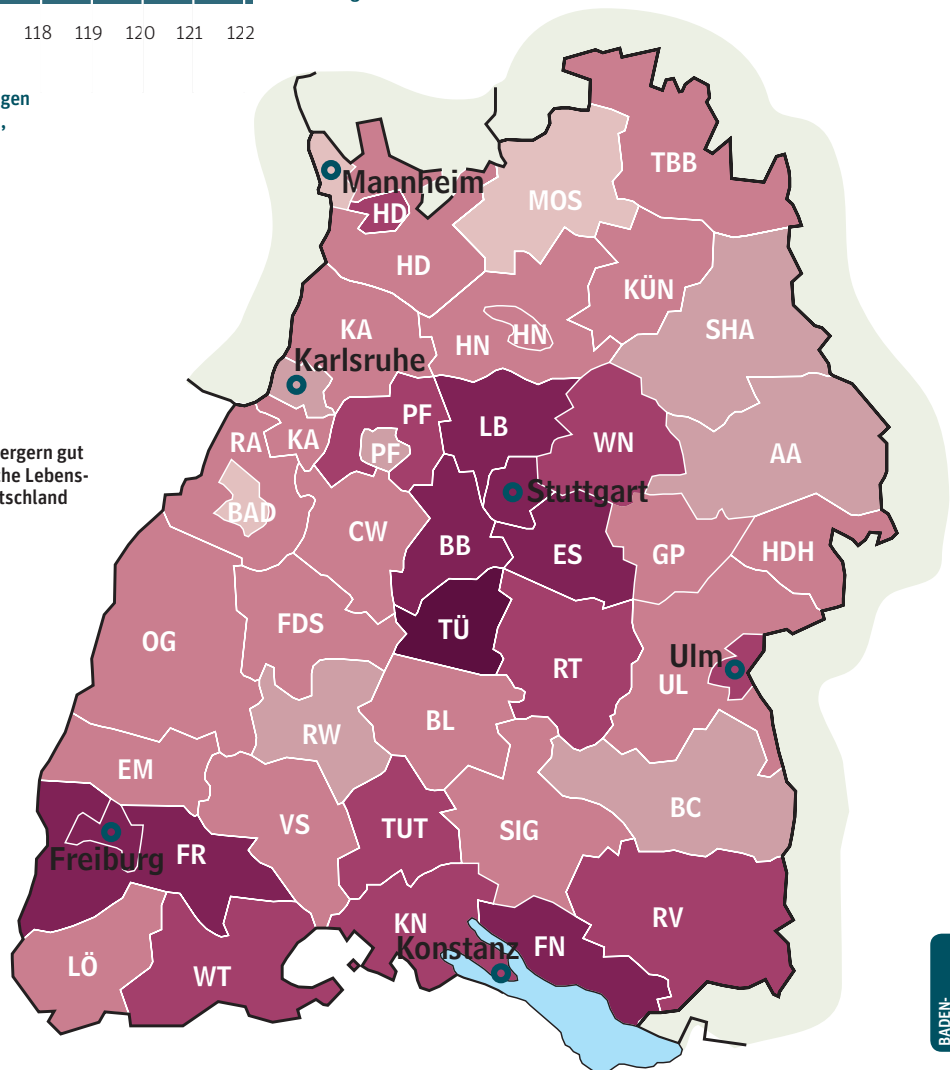 118 119 120 121 122
gen
,
ergern gut
che Lebens-
tschland
TBB
Mannheim
MOS
HD
HD
KÜN
KA
HN
HN
SHA
Karlsruhe
PF
LB
RA
KA
PF
WN
AA
Stuttgart
BAD
CW
BB
ES
GP
HDH
FDS
TÜ
OG
Ulm
RT
UL
RW
BL
EM
BC
VS
TUT
SIG
Freiburg
FR
KN
RV
Konstanz
FN
LÖ
WT
BADEN-